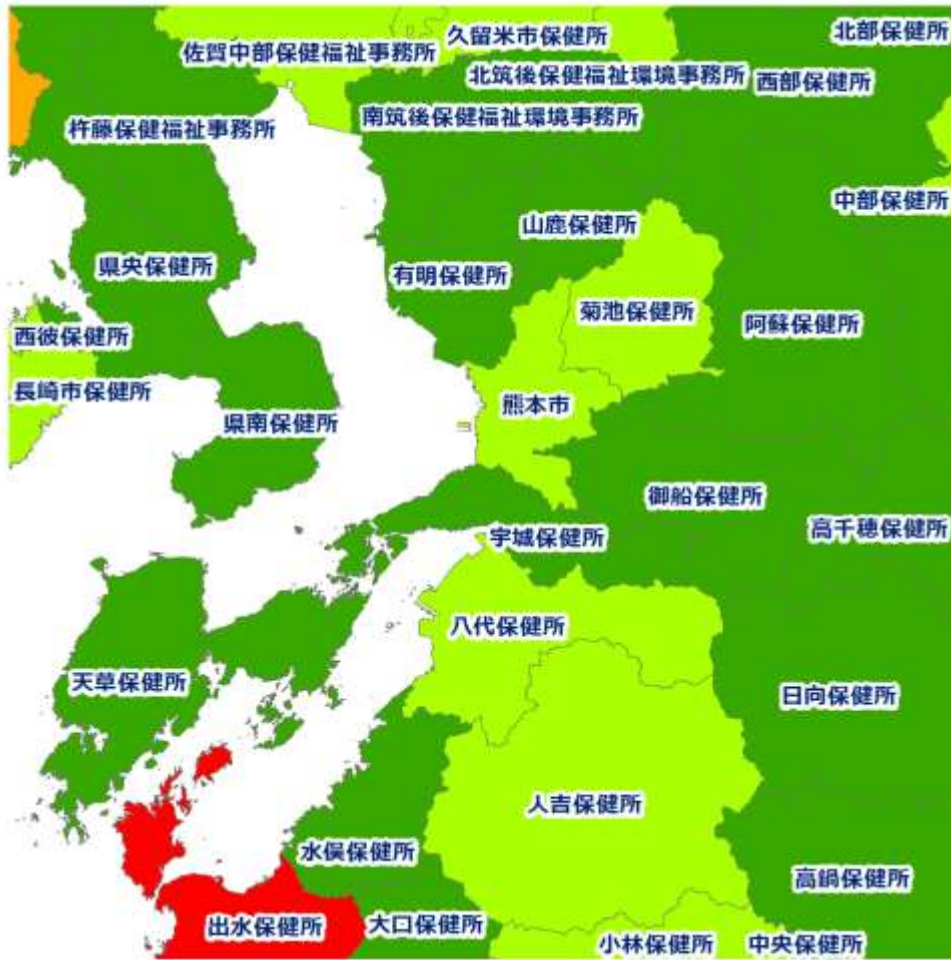 北部保健所
久留米市保健所
佐賀中部保健福祉事務所
北筑後保健福祉環境事務所
西部保健所
南筑後保健福祉環境事務所
杵藤保健福祉事務所
中部保健所
山鹿保健所
県央保健所
有明保健所
菊池保健所
阿蘇保健所
西彼保健所
長崎市保健所
熊本市
県南保健所
御船保健所
高千穂保健所
宇城保健所
八代保健所
天草保健所
日向保健所
人吉保健所
水俣保健所
高鍋保健所
出水保健所
大口保健所
小林保健所
中央保健所